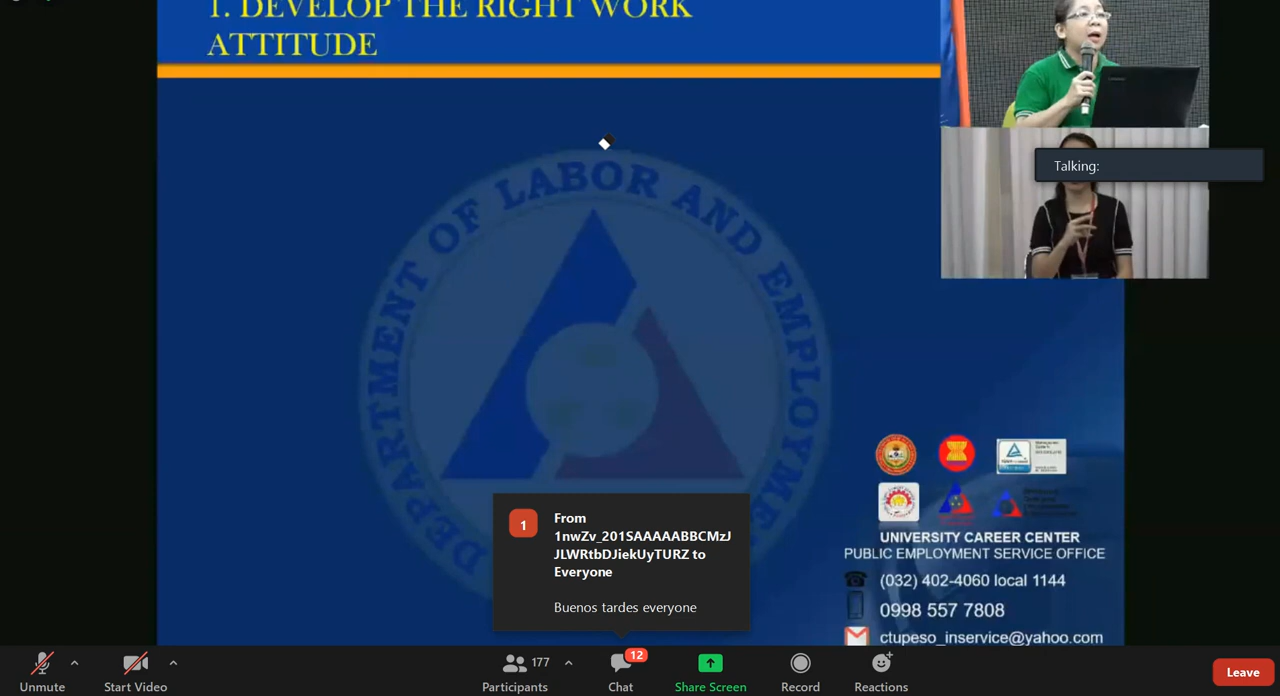 1. DEVELOP THE RIGHT WORK
ATTITUDE
Talking:
DEPARTMENT OF LABOR AND EMPLOYME
UNIVERSITY CAREER CENTER
PUBLIC EMPLOYMENT SERVICE OFFICE
(032) 402-4060 local 1144
0998 557 7808
ctupeso_inservice@yahoo.com
1
From
1nwZv_201SAAAAABBCMzJ
JLWRtbDJiekUyTURZ to
Everyone
Buenos tardes everyone
177
12
Unmute
Start Video
Participants
Chat
Share Screen
Record
Reactions
Leave